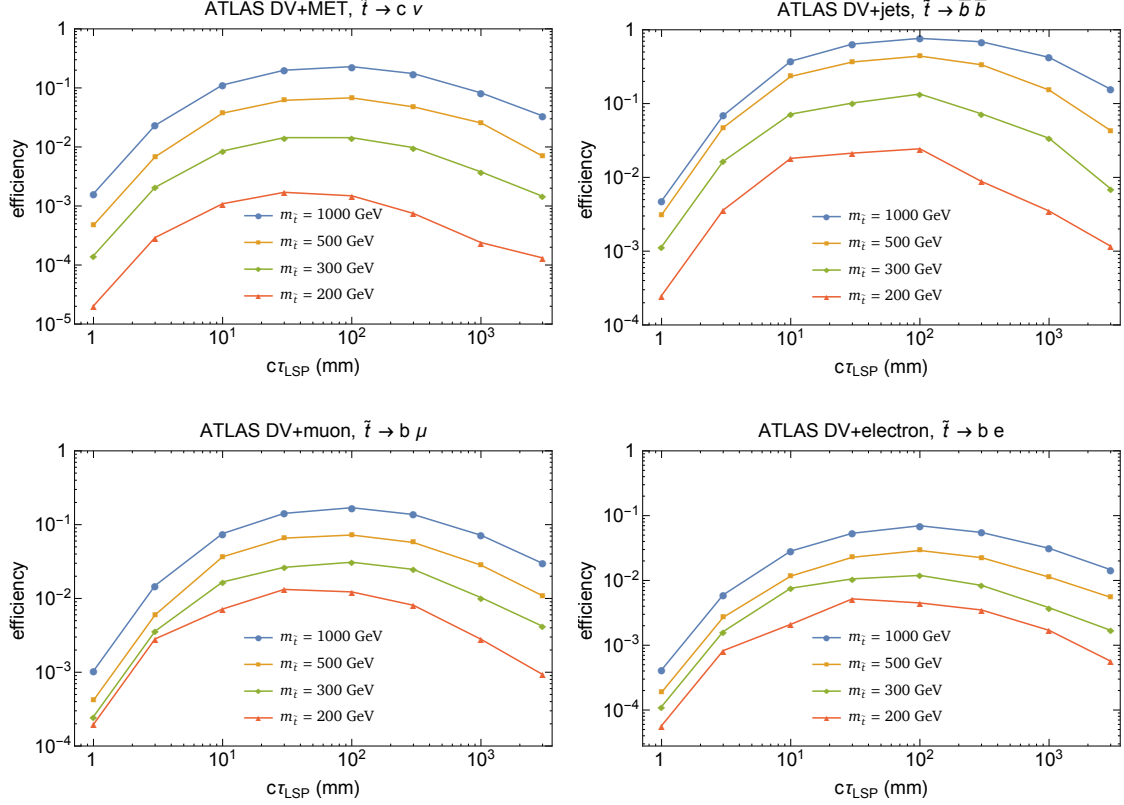 ATLAS DV+MET, t̃ → c ν
1
10⁻¹
10⁻²
10⁻³
10⁻⁴
10⁻⁵
efficiency
m_t̃ = 1000 GeV
m_t̃ = 500 GeV
m_t̃ = 300 GeV
m_t̃ = 200 GeV
1 10¹ 10² 10³
cτ_LSP (mm)
ATLAS DV+jets, t̃ → b̅ b̅
1
10⁻¹
10⁻²
10⁻³
10⁻⁴
efficiency
m_t̃ = 1000 GeV
m_t̃ = 500 GeV
m_t̃ = 300 GeV
m_t̃ = 200 GeV
1 10¹ 10² 10³
cτ_LSP (mm)
ATLAS DV+muon, t̃ → b μ
1
10⁻¹
10⁻²
10⁻³
10⁻⁴
efficiency
m_t̃ = 1000 GeV
m_t̃ = 500 GeV
m_t̃ = 300 GeV
m_t̃ = 200 GeV
1 10¹ 10² 10³
cτ_LSP (mm)
ATLAS DV+electron, t̃ → b e
1
10⁻¹
10⁻²
10⁻³
10⁻⁴
efficiency
m_t̃ = 1000 GeV
m_t̃ = 500 GeV
m_t̃ = 300 GeV
m_t̃ = 200 GeV
1 10¹ 10² 10³
cτ_LSP (mm)